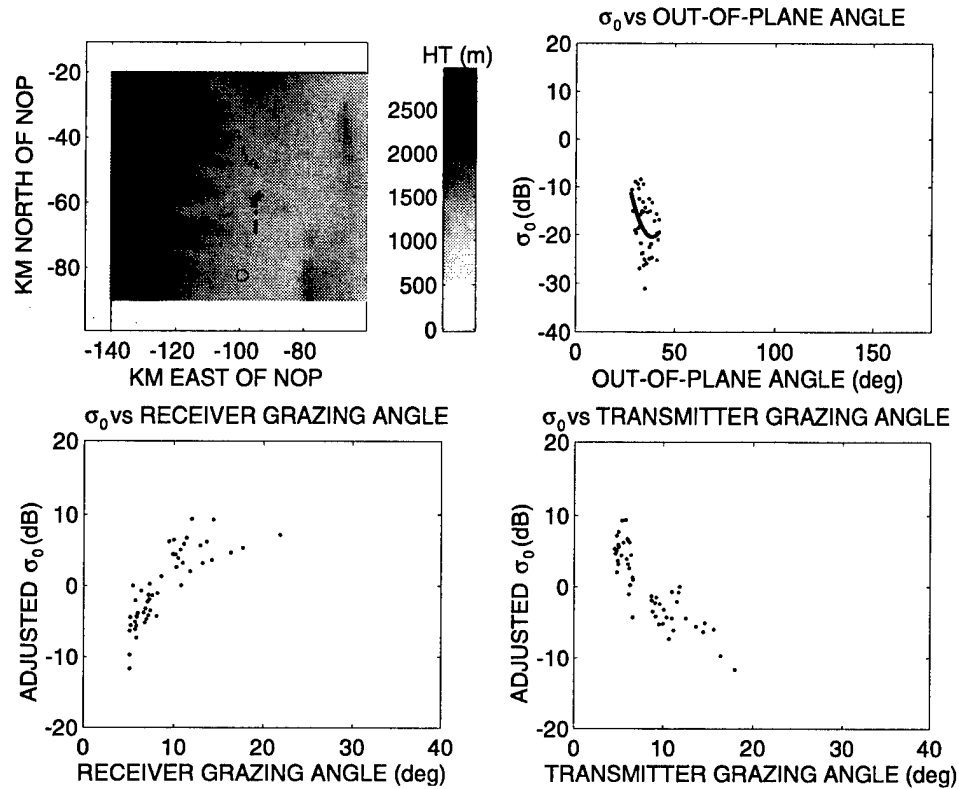 σ₀ vs OUT-OF-PLANE ANGLE
HT (m)
-20
-40
-60
-80
KM NORTH OF NOP
-140 -120 -100 -80
KM EAST OF NOP
2500
2000
1500
1000
500
0
20
10
0
-10
-20
-30
-40
σ₀ (dB)
0 50 100 150
OUT-OF-PLANE ANGLE (deg)
σ₀ vs RECEIVER GRAZING ANGLE
20
10
0
-10
-20
ADJUSTED σ₀ (dB)
0 10 20 30 40
RECEIVER GRAZING ANGLE (deg)
σ₀ vs TRANSMITTER GRAZING ANGLE
20
10
0
-10
-20
ADJUSTED σ₀ (dB)
0 10 20 30 40
TRANSMITTER GRAZING ANGLE (deg)